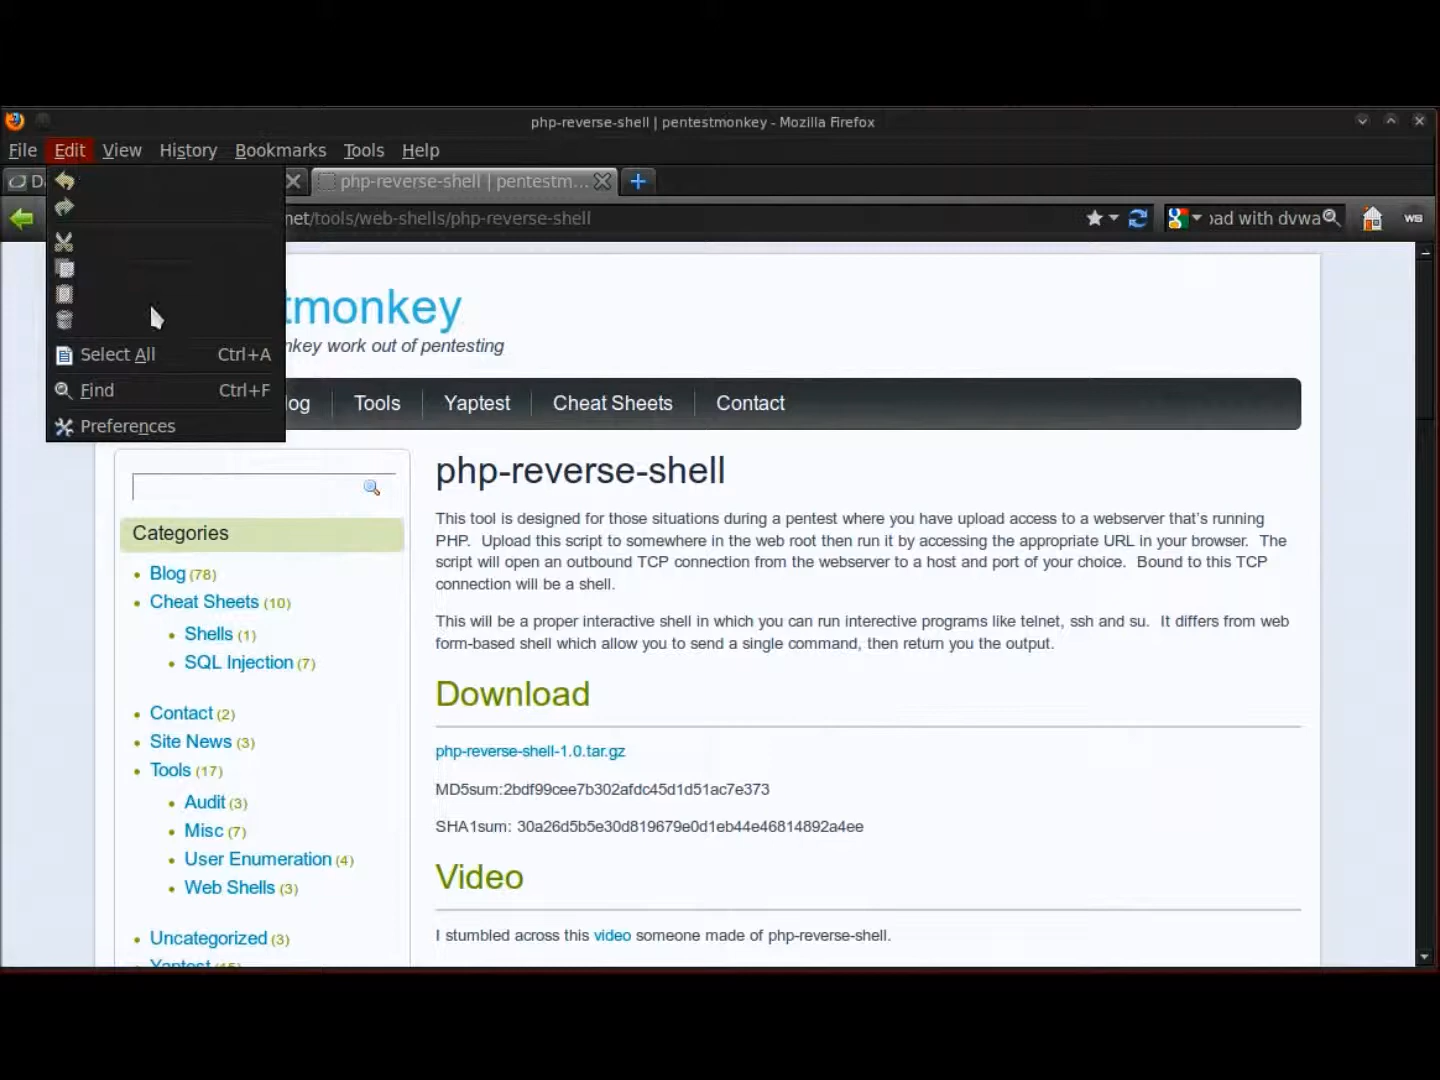 php-reverse-shell | pentestmonkey - Mozilla Firefox
File Edit View History Bookmarks Tools Help
D php-reverse-shell | pentestm...
net/tools/web-shells/php-reverse-shell
oad with dvwa
WS
Select All Ctrl+A
Find Ctrl+F
Preferences
tmonkey
nkey work out of pentesting
log Tools Yaptest Cheat Sheets Contact
Categories
Blog (78)
Cheat Sheets (10)
Shells (1)
SQL Injection (7)
Contact (2)
Site News (3)
Tools (17)
Audit (3)
Misc (7)
User Enumeration (4)
Web Shells (3)
Uncategorized (3)
Yaptest (15)
php-reverse-shell
This tool is designed for those situations during a pentest where you have upload access to a webserver that's running
PHP. Upload this script to somewhere in the web root then run it by accessing the appropriate URL in your browser. The
script will open an outbound TCP connection from the webserver to a host and port of your choice. Bound to this TCP
connection will be a shell.
This will be a proper interactive shell in which you can run interective programs like telnet, ssh and su. It differs from web
form-based shell which allow you to send a single command, then return you the output.
Download
php-reverse-shell-1.0.tar.gz
MD5sum:2bdf99cee7b302afdc45d1d51ac7e373
SHA1sum: 30a26d5b5e30d819679e0d1eb44e46814892a4ee
Video
I stumbled across this video someone made of php-reverse-shell.